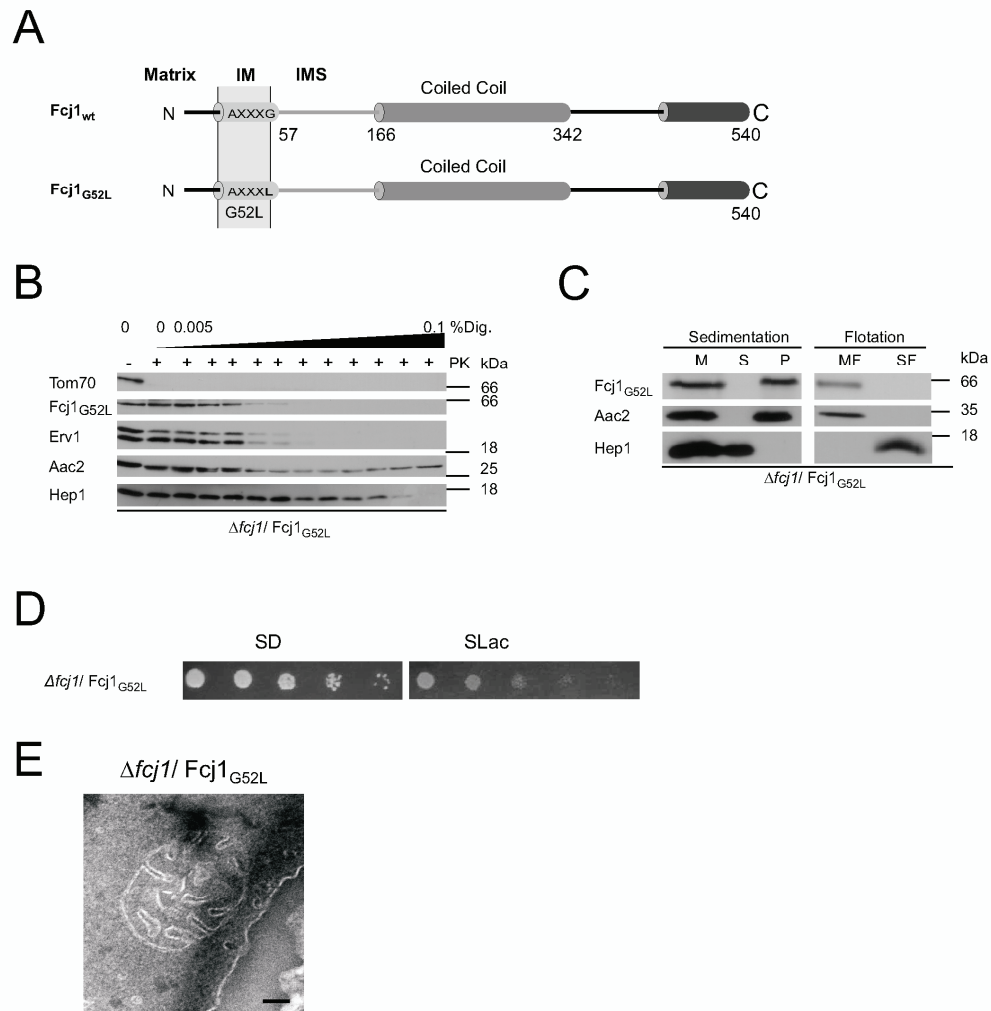 A
Matrix IM IMS
Coiled Coil
Fcj1wt N AXXXG C
57 166 342 540
Coiled Coil
Fcj1G52L N AXXXL C
G52L 540
B
0 0 0.005 0.1 %Dig.
- + + + + + + + + + + + + PK kDa
Tom70 66
Fcj1G52L 66
Erv1 18
Aac2 25
Hep1 18
Δfcj1/ Fcj1G52L
C
Sedimentation Flotation
M S P MF SF kDa
Fcj1G52L 66
Aac2 35
Hep1 18
Δfcj1/ Fcj1G52L
D
SD SLac
Δfcj1/ Fcj1G52L
E
Δfcj1/ Fcj1G52L